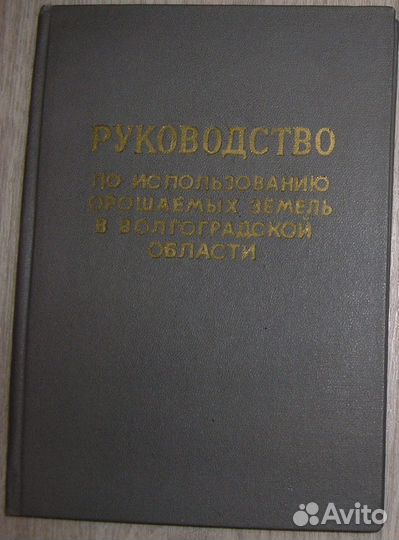 РУКОВОДСТВО
ПО ИСПОЛЬЗОВАНИЮ
ОРОШАЕМЫХ ЗЕМЕЛЬ
В ВОЛГОГРАДСКОЙ
ОБЛАСТИ
Avito